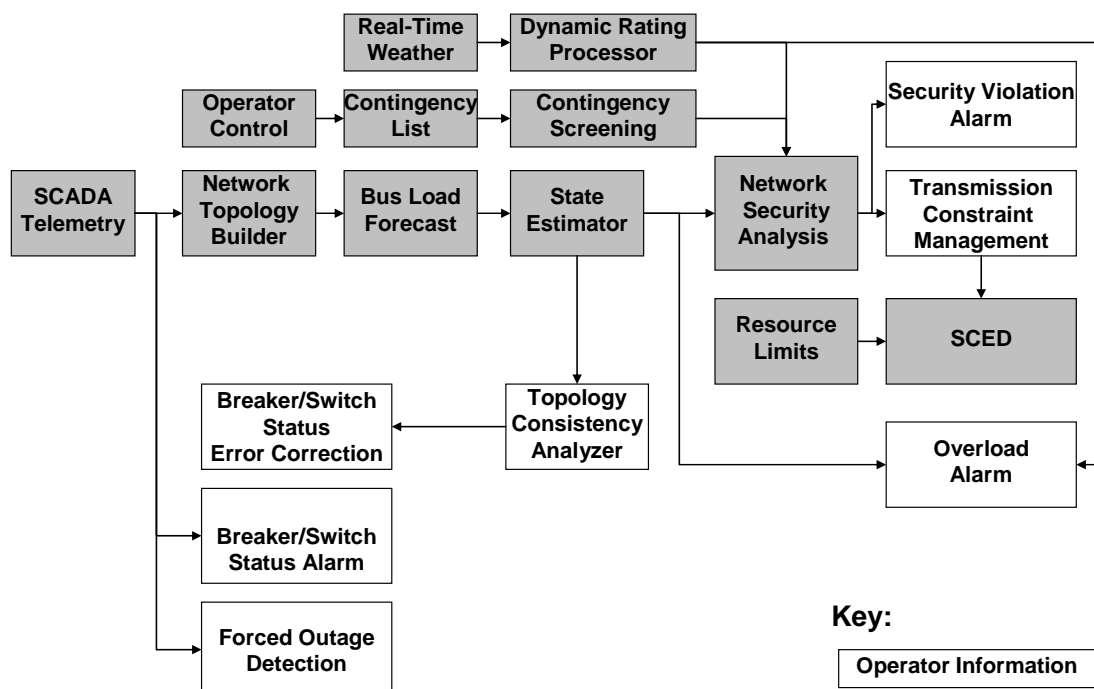 Real-Time
Weather
Dynamic Rating
Processor
Operator
Control
Contingency
List
Contingency
Screening
Security Violation
Alarm
SCADA
Telemetry
Network
Topology
Builder
Bus Load
Forecast
State
Estimator
Network
Security
Analysis
Transmission
Constraint
Management
Resource
Limits
SCED
Breaker/Switch
Status
Error Correction
Topology
Consistency
Analyzer
Overload
Alarm
Breaker/Switch
Status Alarm
Forced Outage
Detection
Key:
Operator Information